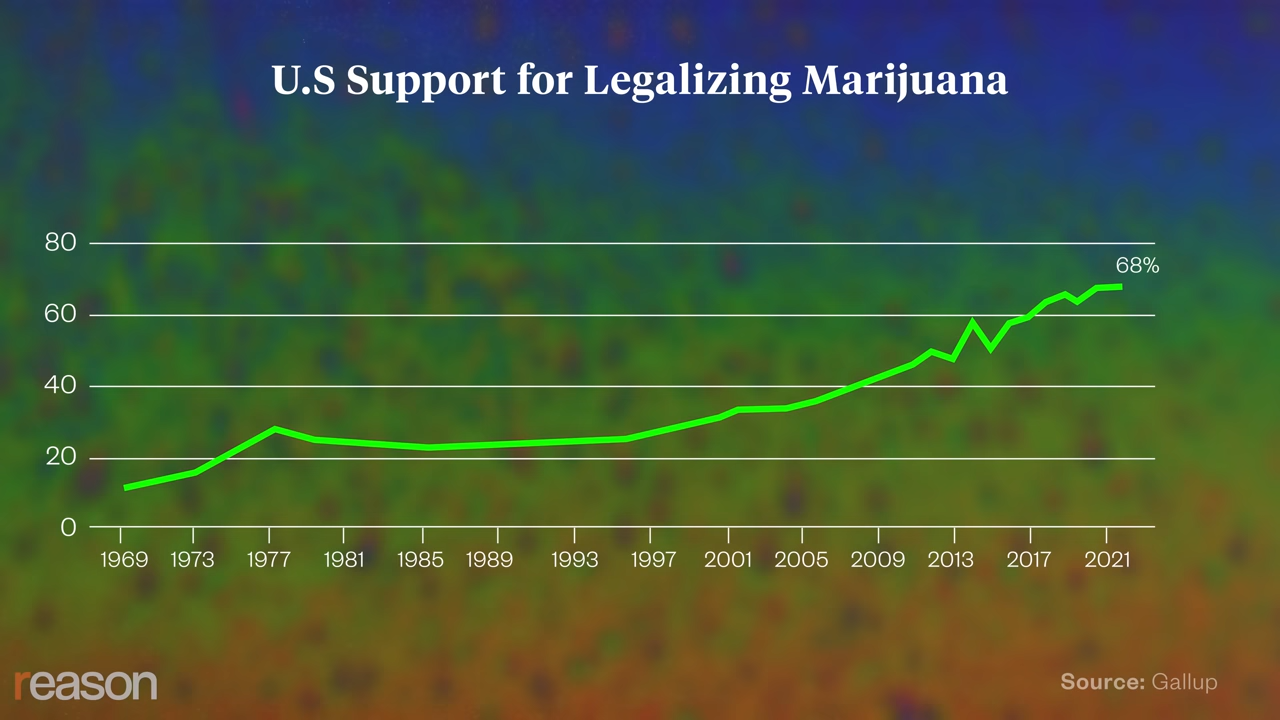 U.S Support for Legalizing Marijuana
80
68%
60
40
20
0
1969 1973 1977 1981 1985 1989 1993 1997 2001 2005 2009 2013 2017 2021
reason
Source: Gallup